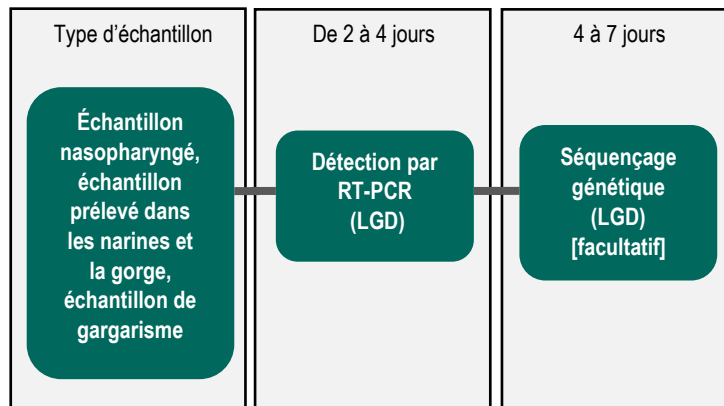 Type d'échantillon
Échantillon
nasopharyngé,
échantillon
prélevé dans
les narines et
la gorge,
échantillon de
gargarisme
De 2 à 4 jours
Détection par
RT-PCR
(LGD)
4 à 7 jours
Séquençage
génétique
(LGD)
[facultatif]